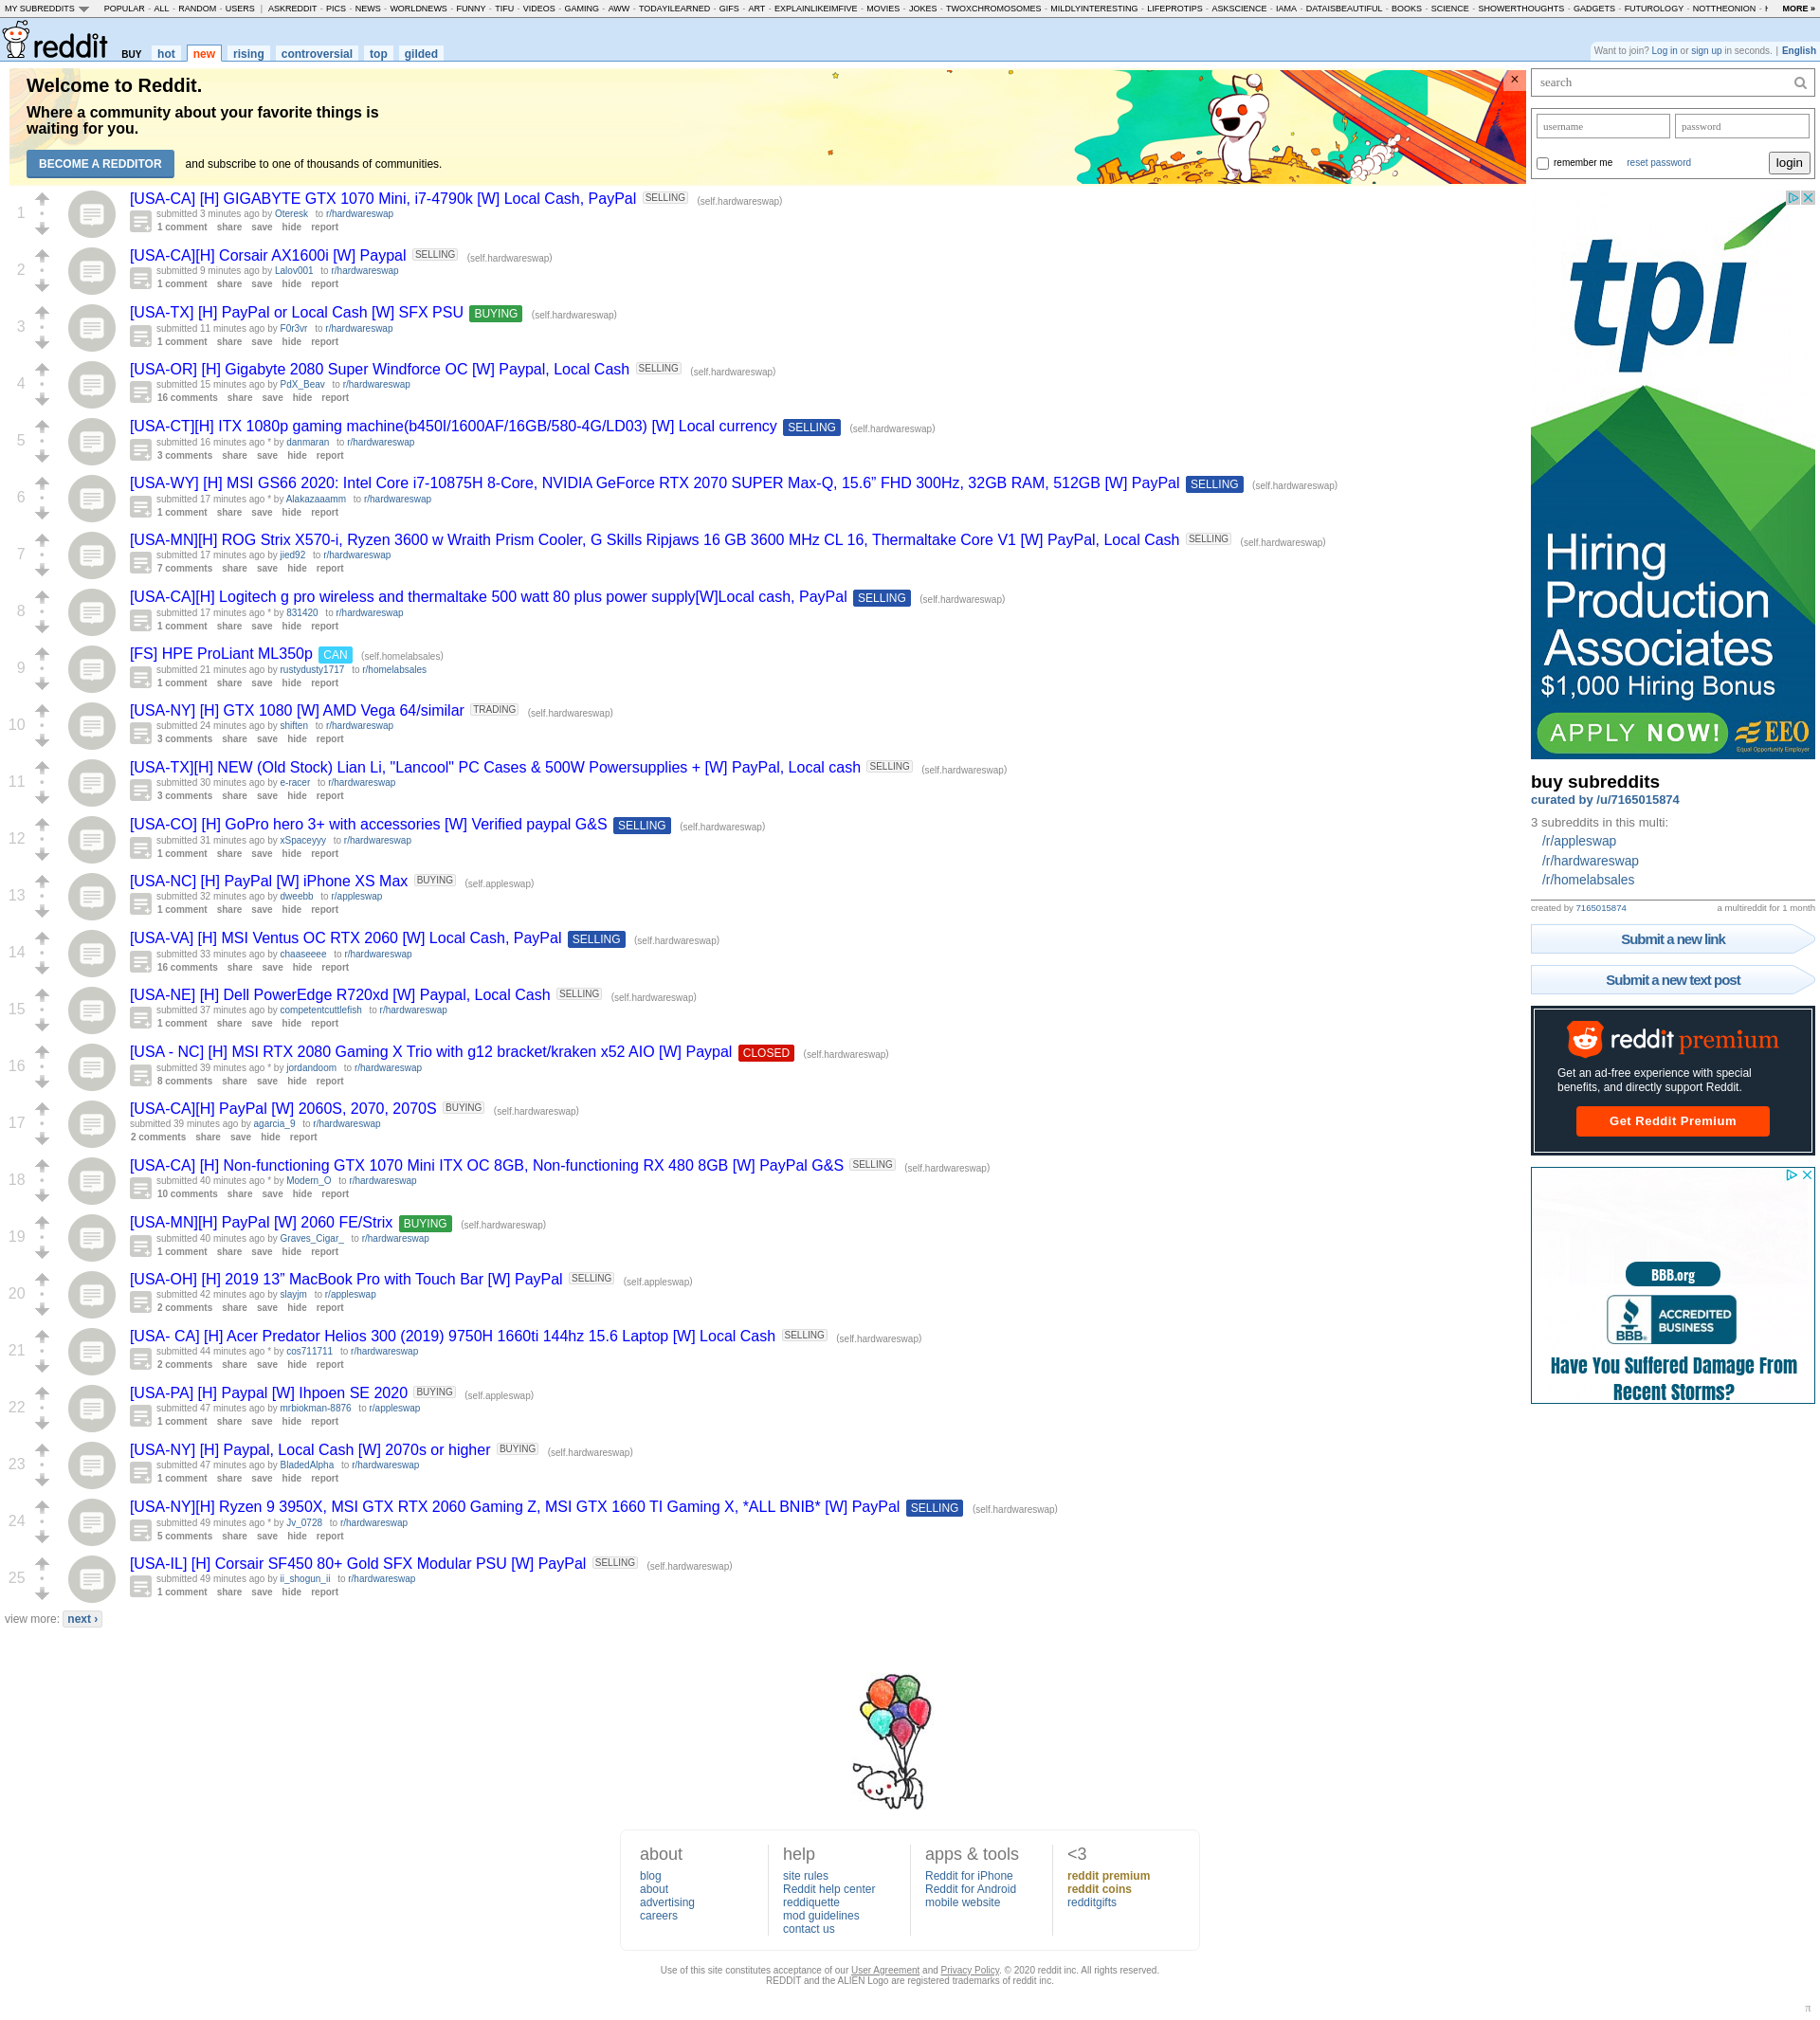 MY SUBREDDITS POPULAR - ALL - RANDOM - USERS | ASKREDDIT - PICS - NEWS - WORLDNEWS - FUNNY - TIFU - VIDEOS - GAMING - AWW - TODAYILEARNED - GIFS - ART - EXPLAINLIKEIMFIVE - MOVIES - JOKES - TWOXCHROMOSOMES - MILDLYINTERESTING - LIFEPROTIPS - ASKSCIENCE - IAMA - DATAISBEAUTIFUL - BOOKS - SCIENCE - SHOWERTHOUGHTS - GADGETS - FUTUROLOGY - NOTTHEONION - MORE »
reddit BUY hot new rising controversial top gilded
Want to join? Log in or sign up in seconds. | English
Welcome to Reddit.
Where a community about your favorite things is
waiting for you.
BECOME A REDDITOR and subscribe to one of thousands of communities.
×
1
[USA-CA] [H] GIGABYTE GTX 1070 Mini, i7-4790k [W] Local Cash, PayPal SELLING (self.hardwareswap)
submitted 3 minutes ago by Oteresk to r/hardwareswap
1 comment share save hide report
2
[USA-CA][H] Corsair AX1600i [W] Paypal SELLING (self.hardwareswap)
submitted 9 minutes ago by Lalov001 to r/hardwareswap
1 comment share save hide report
3
[USA-TX] [H] PayPal or Local Cash [W] SFX PSU BUYING (self.hardwareswap)
submitted 11 minutes ago by F0r3vr to r/hardwareswap
1 comment share save hide report
4
[USA-OR] [H] Gigabyte 2080 Super Windforce OC [W] Paypal, Local Cash SELLING (self.hardwareswap)
submitted 15 minutes ago by PdX_Beav to r/hardwareswap
16 comments share save hide report
5
[USA-CT][H] ITX 1080p gaming machine(b450I/1600AF/16GB/580-4G/LD03) [W] Local currency SELLING (self.hardwareswap)
submitted 16 minutes ago * by danmaran to r/hardwareswap
3 comments share save hide report
6
[USA-WY] [H] MSI GS66 2020: Intel Core i7-10875H 8-Core, NVIDIA GeForce RTX 2070 SUPER Max-Q, 15.6” FHD 300Hz, 32GB RAM, 512GB [W] PayPal SELLING (self.hardwareswap)
submitted 17 minutes ago * by Alakazaaamm to r/hardwareswap
1 comment share save hide report
7
[USA-MN][H] ROG Strix X570-i, Ryzen 3600 w Wraith Prism Cooler, G Skills Ripjaws 16 GB 3600 MHz CL 16, Thermaltake Core V1 [W] PayPal, Local Cash SELLING (self.hardwareswap)
submitted 17 minutes ago by jied92 to r/hardwareswap
7 comments share save hide report
8
[USA-CA][H] Logitech g pro wireless and thermaltake 500 watt 80 plus power supply[W]Local cash, PayPal SELLING (self.hardwareswap)
submitted 17 minutes ago * by 831420 to r/hardwareswap
1 comment share save hide report
9
[FS] HPE ProLiant ML350p CAN (self.homelabsales)
submitted 21 minutes ago by rustydusty1717 to r/homelabsales
1 comment share save hide report
10
[USA-NY] [H] GTX 1080 [W] AMD Vega 64/similar TRADING (self.hardwareswap)
submitted 24 minutes ago by shiften to r/hardwareswap
3 comments share save hide report
11
[USA-TX][H] NEW (Old Stock) Lian Li, "Lancool" PC Cases & 500W Powersupplies + [W] PayPal, Local cash SELLING (self.hardwareswap)
submitted 30 minutes ago by e-racer to r/hardwareswap
3 comments share save hide report
12
[USA-CO] [H] GoPro hero 3+ with accessories [W] Verified paypal G&S SELLING (self.hardwareswap)
submitted 31 minutes ago by xSpaceyyy to r/hardwareswap
1 comment share save hide report
13
[USA-NC] [H] PayPal [W] iPhone XS Max BUYING (self.appleswap)
submitted 32 minutes ago by dweebb to r/appleswap
1 comment share save hide report
14
[USA-VA] [H] MSI Ventus OC RTX 2060 [W] Local Cash, PayPal SELLING (self.hardwareswap)
submitted 33 minutes ago by chaaseeee to r/hardwareswap
16 comments share save hide report
15
[USA-NE] [H] Dell PowerEdge R720xd [W] Paypal, Local Cash SELLING (self.hardwareswap)
submitted 37 minutes ago by competentcuttlefish to r/hardwareswap
1 comment share save hide report
16
[USA - NC] [H] MSI RTX 2080 Gaming X Trio with g12 bracket/kraken x52 AIO [W] Paypal CLOSED (self.hardwareswap)
submitted 39 minutes ago * by jordandoom to r/hardwareswap
8 comments share save hide report
17
[USA-CA][H] PayPal [W] 2060S, 2070, 2070S BUYING (self.hardwareswap)
submitted 39 minutes ago by agarcia_9 to r/hardwareswap
2 comments share save hide report
18
[USA-CA] [H] Non-functioning GTX 1070 Mini ITX OC 8GB, Non-functioning RX 480 8GB [W] PayPal G&S SELLING (self.hardwareswap)
submitted 40 minutes ago * by Modern_O to r/hardwareswap
10 comments share save hide report
19
[USA-MN][H] PayPal [W] 2060 FE/Strix BUYING (self.hardwareswap)
submitted 40 minutes ago by Graves_Cigar_ to r/hardwareswap
1 comment share save hide report
20
[USA-OH] [H] 2019 13” MacBook Pro with Touch Bar [W] PayPal SELLING (self.appleswap)
submitted 42 minutes ago by slayjm to r/appleswap
2 comments share save hide report
21
[USA- CA] [H] Acer Predator Helios 300 (2019) 9750H 1660ti 144hz 15.6 Laptop [W] Local Cash SELLING (self.hardwareswap)
submitted 44 minutes ago * by cos711711 to r/hardwareswap
2 comments share save hide report
22
[USA-PA] [H] Paypal [W] Ihpoen SE 2020 BUYING (self.appleswap)
submitted 47 minutes ago by mrbiokman-8876 to r/appleswap
1 comment share save hide report
23
[USA-NY] [H] Paypal, Local Cash [W] 2070s or higher BUYING (self.hardwareswap)
submitted 47 minutes ago by BladedAlpha to r/hardwareswap
1 comment share save hide report
24
[USA-NY][H] Ryzen 9 3950X, MSI GTX RTX 2060 Gaming Z, MSI GTX 1660 TI Gaming X, *ALL BNIB* [W] PayPal SELLING (self.hardwareswap)
submitted 49 minutes ago * by Jv_0728 to r/hardwareswap
5 comments share save hide report
25
[USA-IL] [H] Corsair SF450 80+ Gold SFX Modular PSU [W] PayPal SELLING (self.hardwareswap)
submitted 49 minutes ago by ii_shogun_ii to r/hardwareswap
1 comment share save hide report
view more: next ›
search
username password
remember me reset password login
tpi
Hiring
Production
Associates
$1,000 Hiring Bonus
APPLY NOW! EEO
Equal Opportunity Employer
buy subreddits
curated by /u/7165015874
3 subreddits in this multi:
/r/appleswap
/r/hardwareswap
/r/homelabsales
created by 7165015874 a multireddit for 1 month
Submit a new link
Submit a new text post
reddit premium
Get an ad-free experience with special
benefits, and directly support Reddit.
Get Reddit Premium
BBB.org
BBB. ACCREDITED
BUSINESS
Have You Suffered Damage From
Recent Storms?
about
blog
about
advertising
careers
help
site rules
Reddit help center
reddiquette
mod guidelines
contact us
apps & tools
Reddit for iPhone
Reddit for Android
mobile website
<3
reddit premium
reddit coins
redditgifts
Use of this site constitutes acceptance of our User Agreement and Privacy Policy. © 2020 reddit inc. All rights reserved.
REDDIT and the ALIEN Logo are registered trademarks of reddit inc.
π